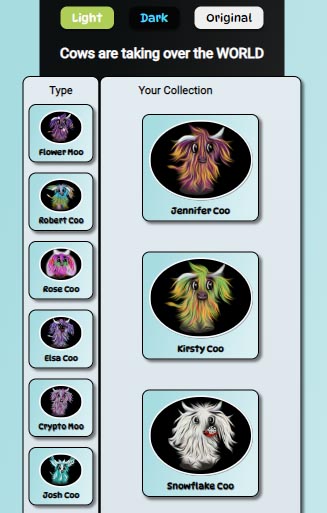 Light Dark Original
Cows are taking over the WORLD
Type
Flower Moo
Robert Coo
Rose Coo
Elsa Coo
Crypto Moo
Josh Coo
Your Collection
Jennifer Coo
Kirsty Coo
Snowflake Coo